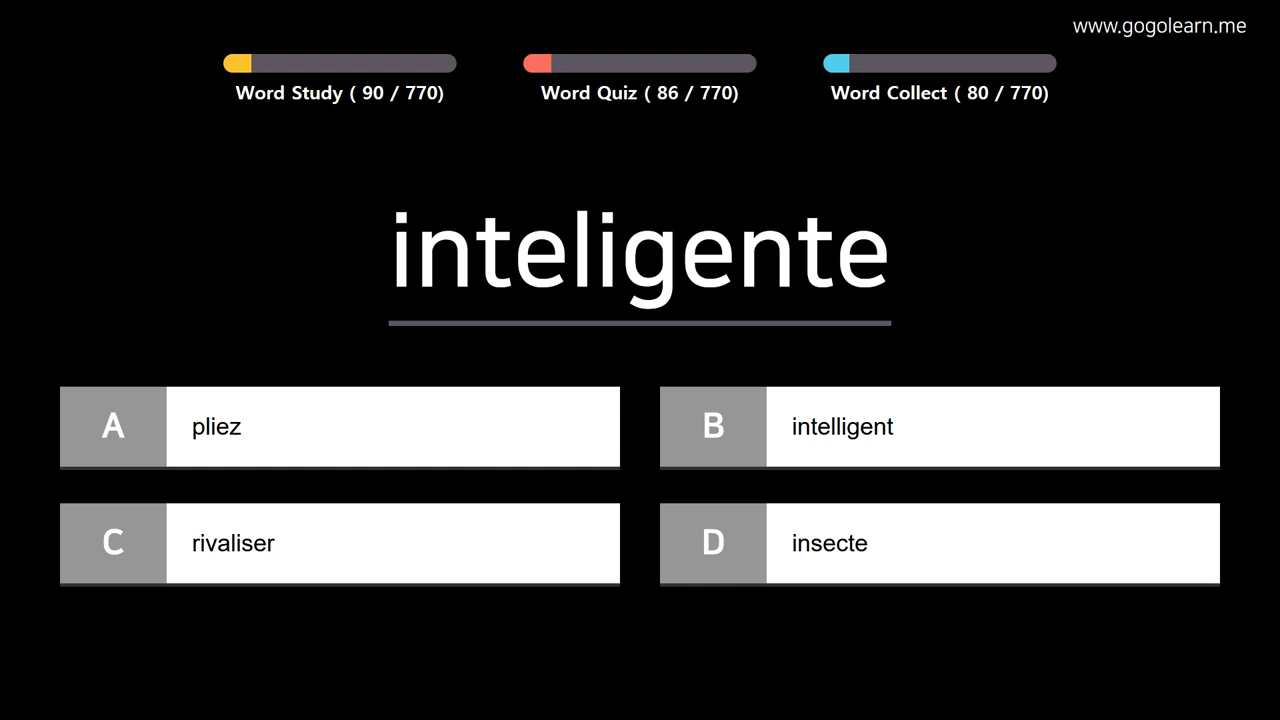 www.gogolearn.me
Word Study ( 90 / 770)
Word Quiz ( 86 / 770)
Word Collect ( 80 / 770)
inteligente
A pliez
B intelligent
C rivaliser
D insecte